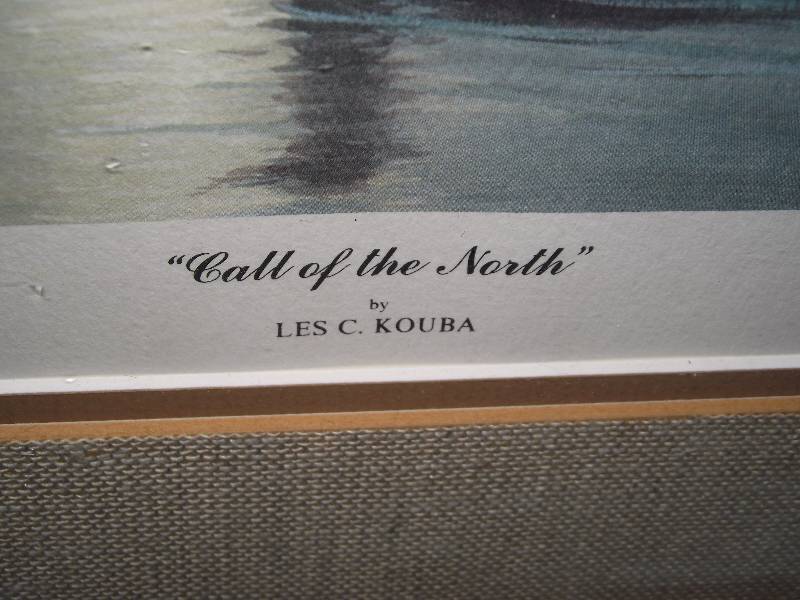 “Call of the North”
by
LES C. KOUBA